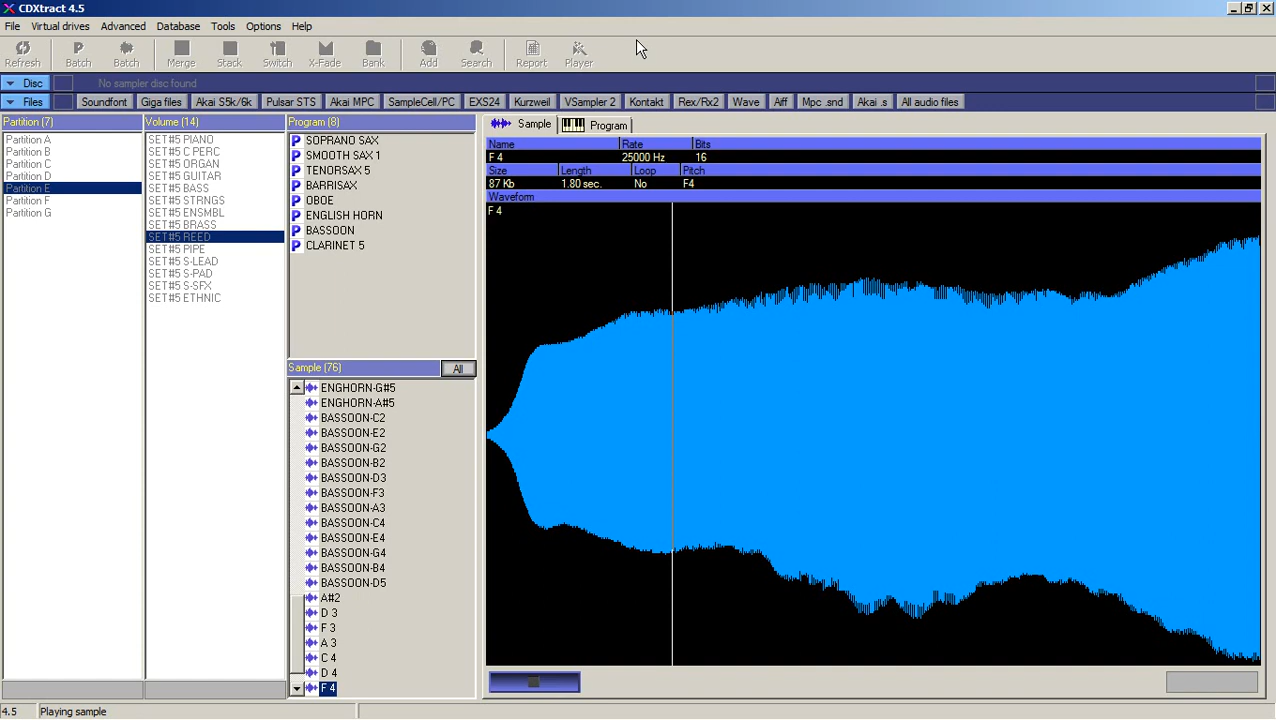 CDXtract 4.5
File Virtual drives Advanced Database Tools Options Help
Refresh Batch Batch Merge Stack Switch X-Fade Bank Add Search Report Player
Disc No sampler disc found
Files Soundfont Giga files Akai S5k/6k Pulsar STS Akai MPC SampleCell/PC EXS24 Kurzweil VSampler 2 Kontakt Rex/Rx2 Wave Aiff Mpc .snd Akai .s All audio files
Partition (7)
Partition A
Partition B
Partition C
Partition D
Partition E
Partition F
Partition G
Volume (14)
SET#5 PIANO
SET#5 C PERC
SET#5 ORGAN
SET#5 GUITAR
SET#5 BASS
SET#5 STRNGS
SET#5 ENSMBL
SET#5 BRASS
SET#5 REED
SET#5 PIPE
SET#5 S-LEAD
SET#5 S-PAD
SET#5 S-SFX
SET#5 ETHNIC
Program (8)
P SOPRANO SAX
P SMOOTH SAX 1
P TENORSAX 5
P BARRISAX
P OBOE
P ENGLISH HORN
P BASSOON
P CLARINET 5
Sample (76) All
ENGHORN-G#5
ENGHORN-A#5
BASSOON-C2
BASSOON-E2
BASSOON-G2
BASSOON-B2
BASSOON-D3
BASSOON-F3
BASSOON-A3
BASSOON-C4
BASSOON-E4
BASSOON-G4
BASSOON-B4
BASSOON-D5
A#2
D 3
F 3
A 3
C 4
D 4
F 4
Sample Program
Name Rate Bits
F 4 25000 Hz 16
Size Length Loop Pitch
87 Kb 1.80 sec. No F4
Waveform
F 4
4.5 Playing sample